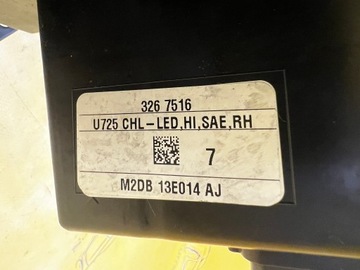 326 7516
U725 CHL-LED,HI,SAE,RH
7
M2DB 13E014 AJ